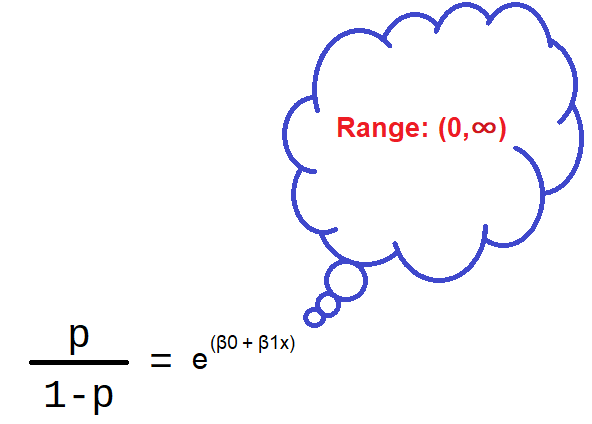 Range: (0,∞)
p
1-p
= e(β0 + β1x)